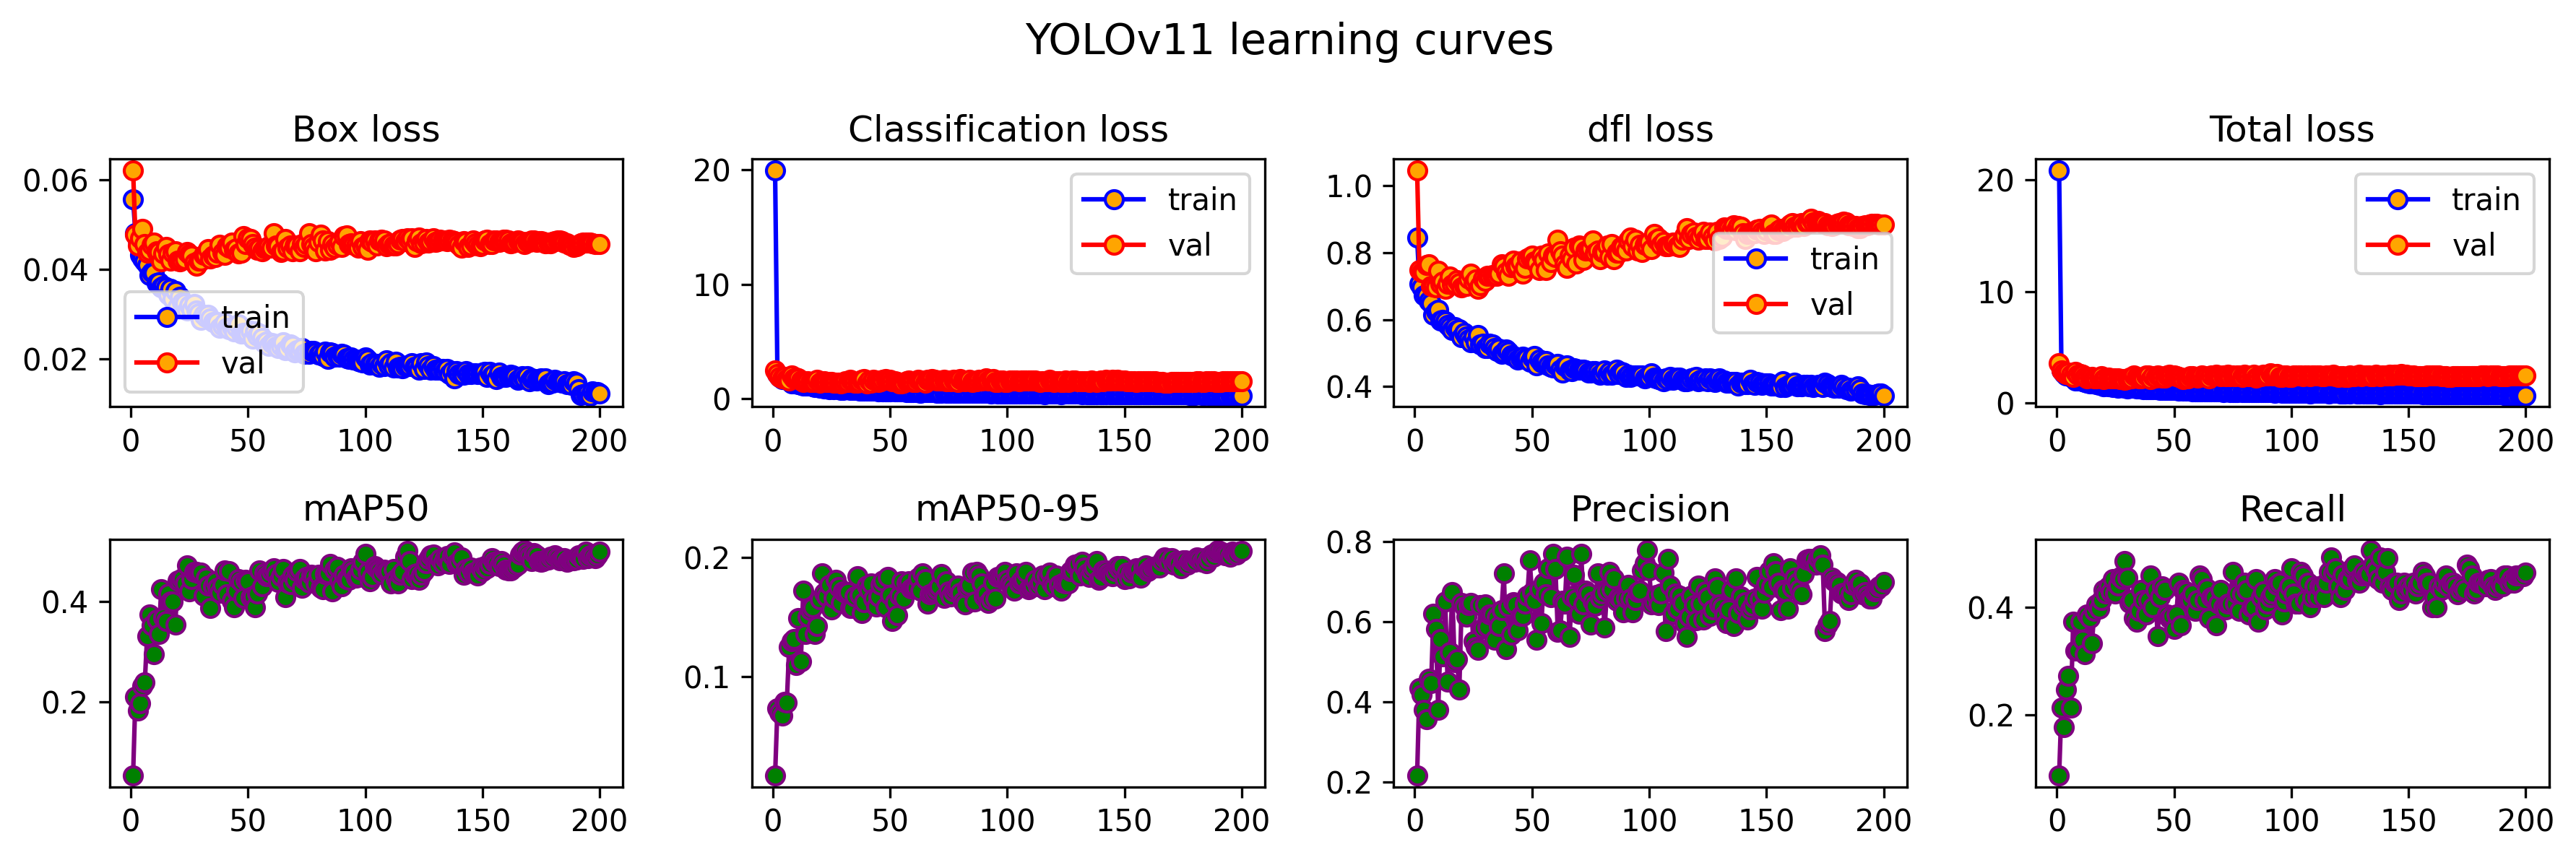 YOLOv11 learning curves
Box loss
Classification loss
dfl loss
Total loss
0.06
0.04
0.02
train
val
0 50 100 150 200
20
10
0
train
val
0 50 100 150 200
1.0
0.8
0.6
0.4
train
val
0 50 100 150 200
20
10
0
train
val
0 50 100 150 200
mAP50
mAP50-95
Precision
Recall
0.4
0.2
0 50 100 150 200
0.2
0.1
0 50 100 150 200
0.8
0.6
0.4
0.2
0 50 100 150 200
0.4
0.2
0 50 100 150 200